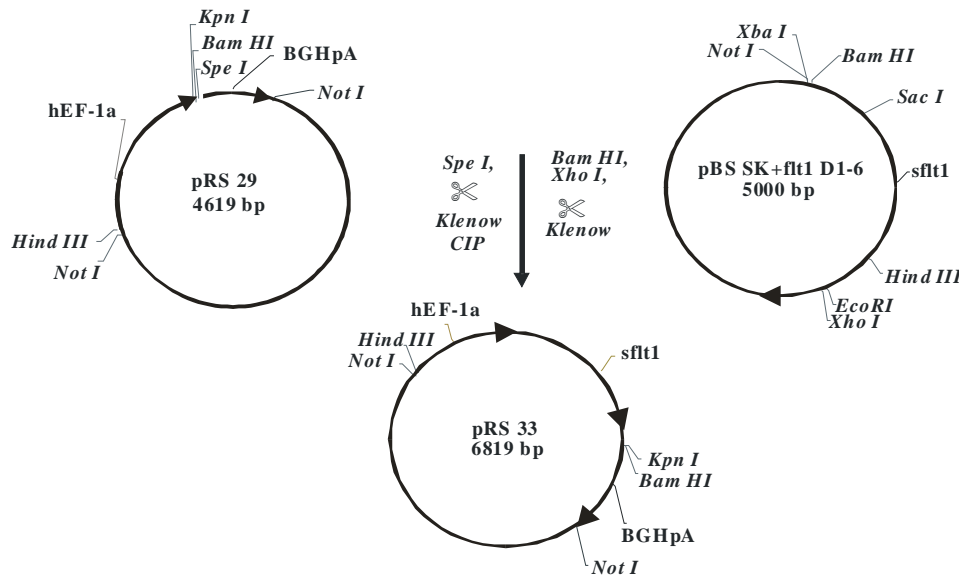 Kpn I
Bam HI
Spe I
BGHpA
Not I
hEF-1a
pRS 29
4619 bp
Hind III
Not I
Spe I,
Klenow
CIP
Bam HI,
Xho I,
Klenow
Xba I
Not I
Bam HI
Sac I
pBS SK+flt1 D1-6
5000 bp
sflt1
Hind III
EcoRI
Xho I
hEF-1a
Hind III
Not I
sflt1
pRS 33
6819 bp
Kpn I
Bam HI
BGHpA
Not I